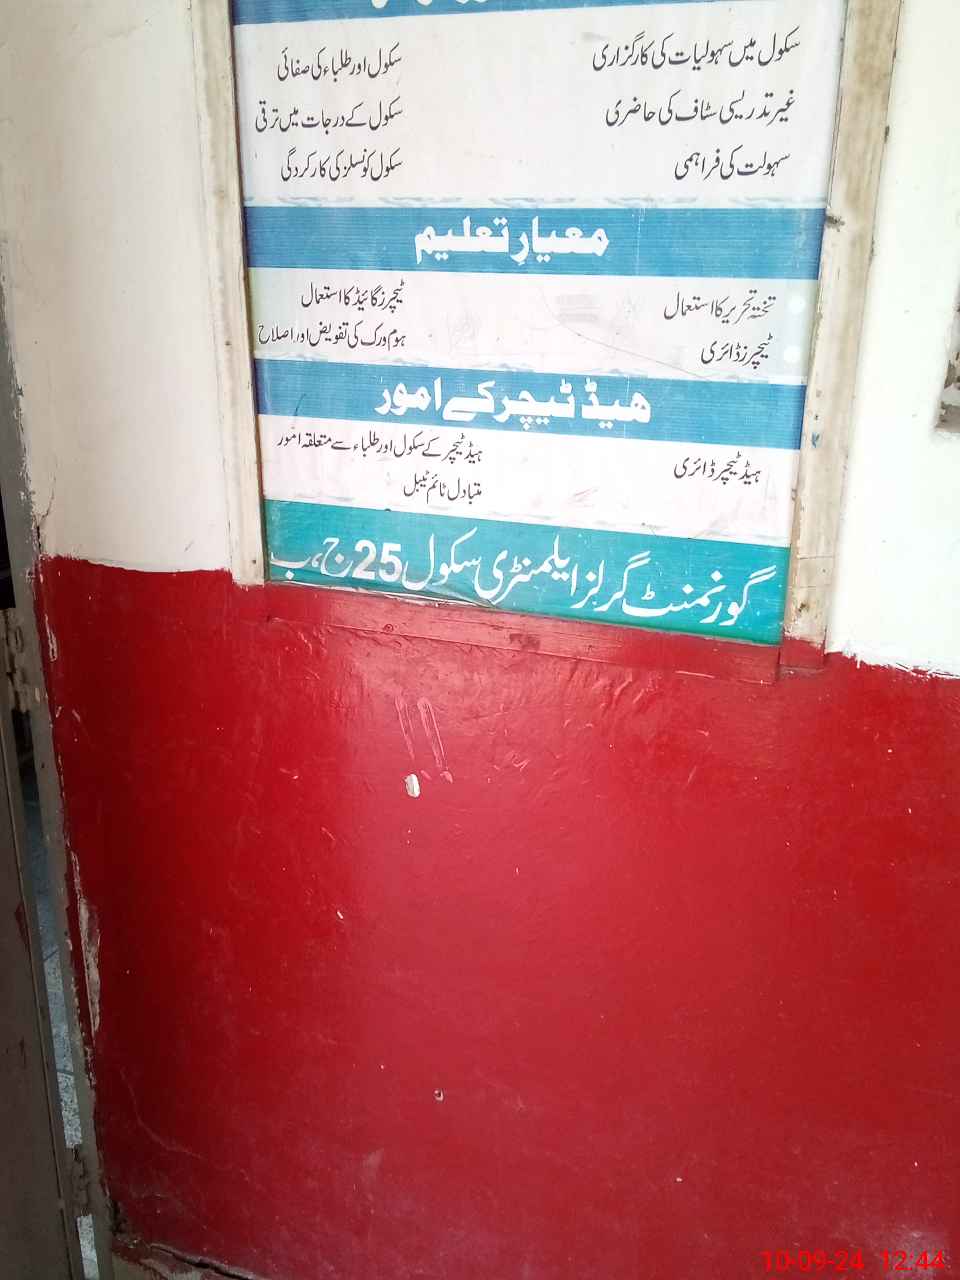 سکول میں سہولیات کی کارگزاری
سکول اور طلباء کی صفائی
غیر تدریسی سٹاف کی حاضری
سکول کے درجات میں ترقی
سہولت کی فراہمی
سکول کونسلز کی کارکردگی
معیارِ تعلیم
تختہ تحریر کا استعمال
ٹیچرز گائیڈ کا استعمال
ٹیچرز ڈائری
ہوم ورک کی تفویض اور اصلاح
ہیڈ ٹیچر کے امور
ہیڈ ٹیچر ڈائری
ہیڈ ٹیچر کے سکول اور طلباء سے متعلقہ امور
متبادل ٹائم ٹیبل
گورنمنٹ گرلز ایلمنٹری سکول 25 ج ب
10-09-24 12:44